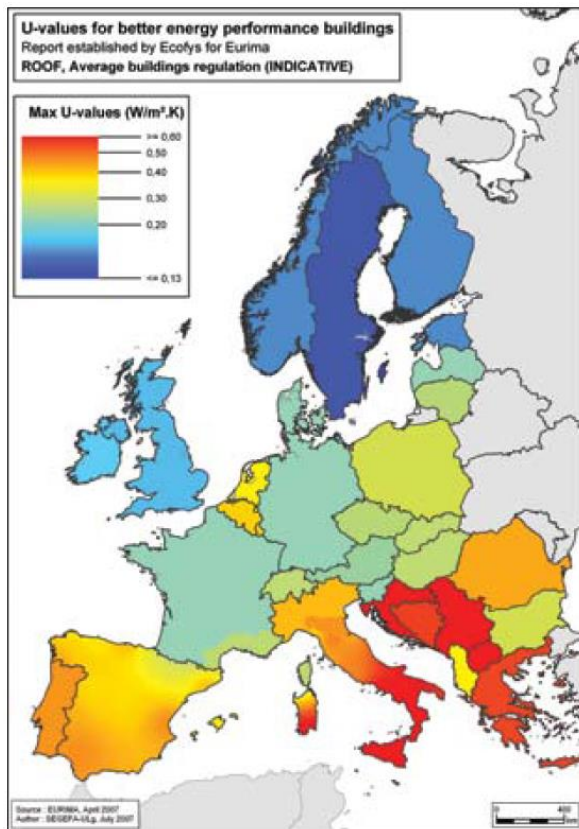 U-values for better energy performance buildings
Report established by Ecofys for Eurima
ROOF, Average buildings regulation (INDICATIVE)
Max U-values (W/m².K)
>= 0,60
0,50
0,40
0,20
<= 0,13
Source : EURIMA, April 2007
Author : SEGEFA-ULg, July 2007
0
400